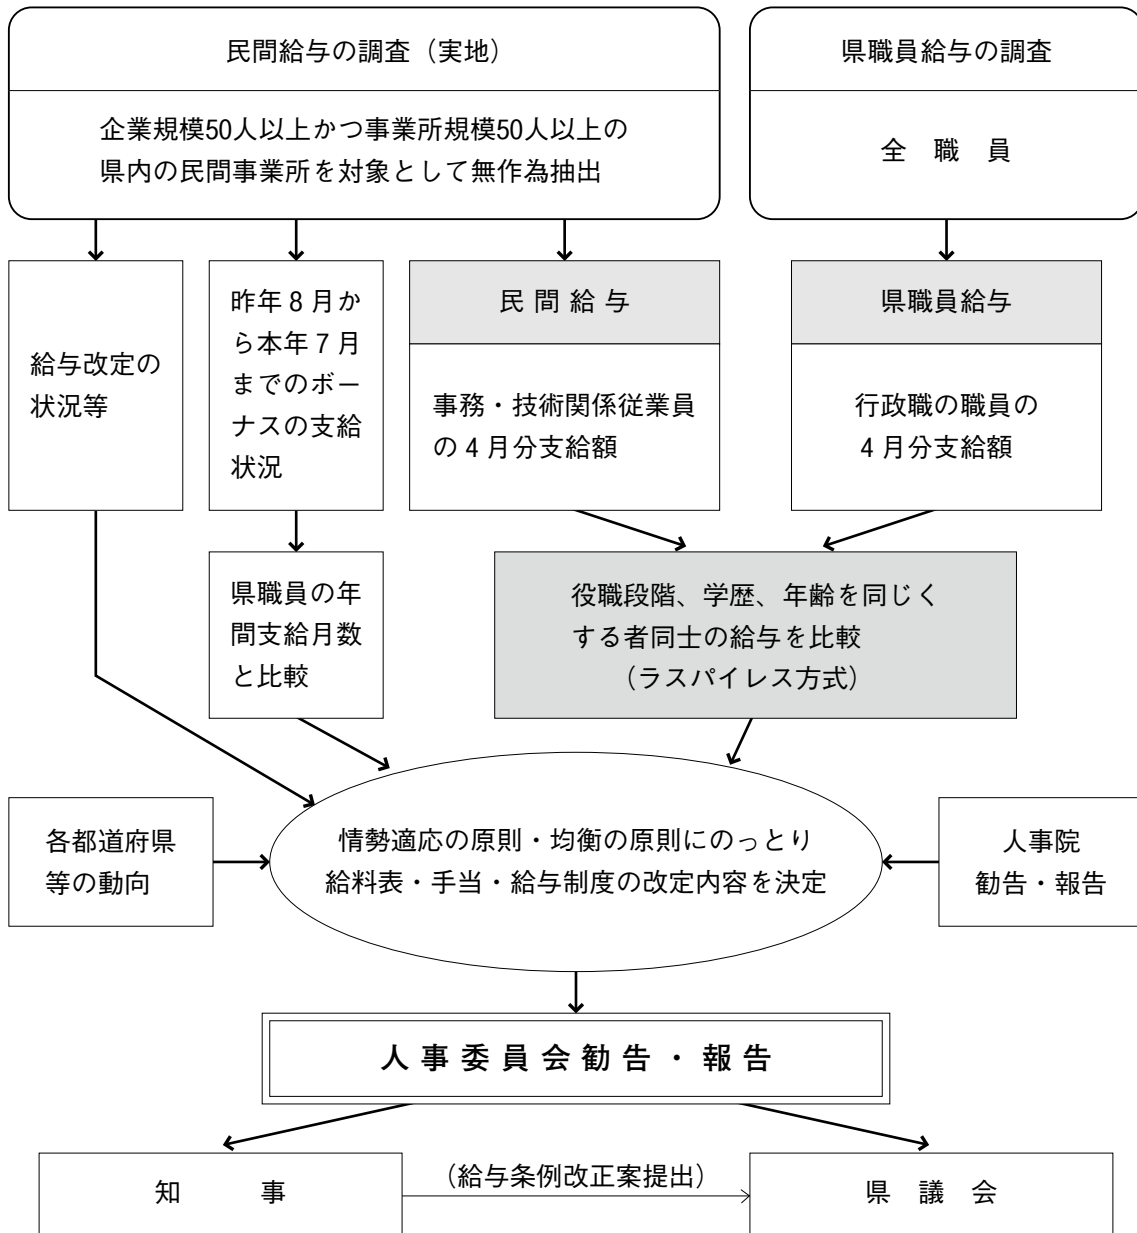 民間給与の調査（実地）
企業規模50人以上かつ事業所規模50人以上の
県内の民間事業所を対象として無作為抽出
県職員給与の調査
全　職　員
給与改定の
状況等
昨年８月か
ら本年７月
までのボー
ナスの支給
状況
民 間 給 与
事務・技術関係従業員
の４月分支給額
県職員給与
行政職の職員の
４月分支給額
県職員の年
間支給月数
と比較
役職段階、学歴、年齢を同じく
する者同士の給与を比較
（ラスパイレス方式）
各都道府県
等の動向
情勢適応の原則・均衡の原則にのっとり
給料表・手当・給与制度の改定内容を決定
人事院
勧告・報告
人 事 委 員 会 勧 告 ・ 報 告
知　　　事
（給与条例改正案提出）
県　議　会